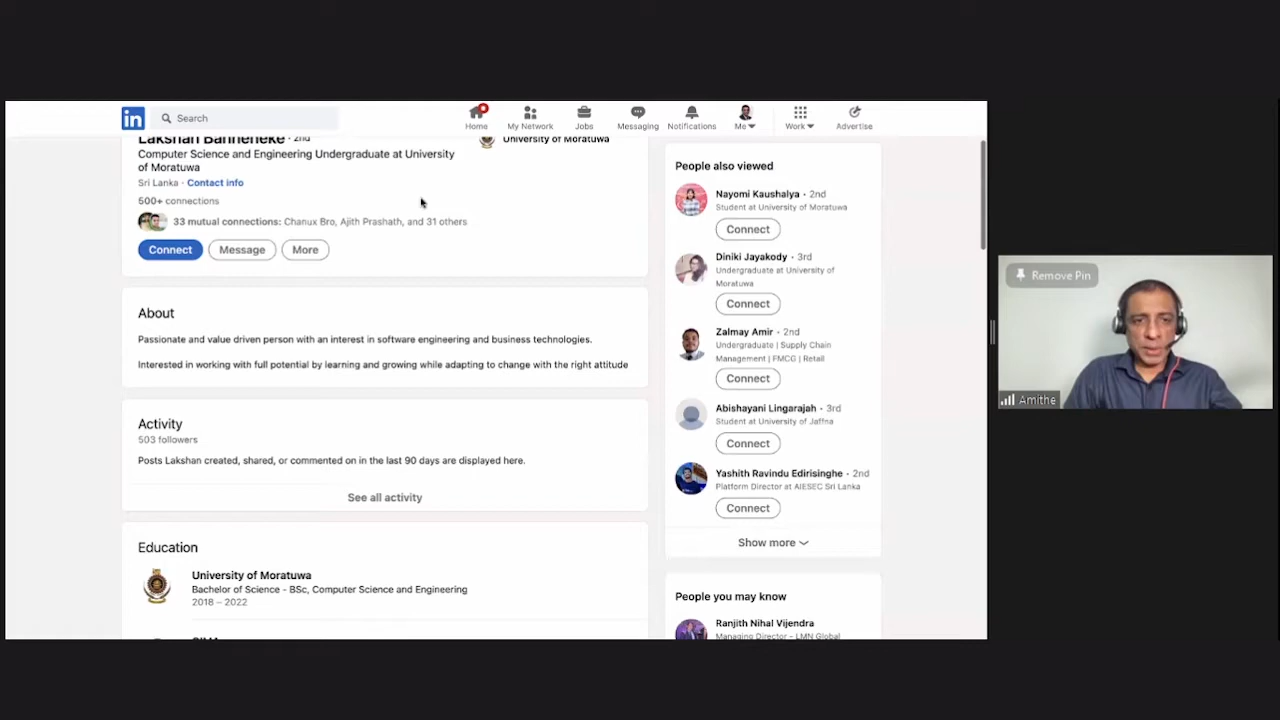 in
Search
Home
My Network
Jobs
Messaging
Notifications
Me
Work
Advertise
Lakshan · 2nd
University of Moratuwa
Computer Science and Engineering Undergraduate at University
of Moratuwa
Sri Lanka · Contact info
500+ connections
33 mutual connections: Chanux Bro, Ajith Prashath, and 31 others
Connect
Message
More
About
Passionate and value driven person with an interest in software engineering and business technologies.
Interested in working with full potential by learning and growing while adapting to change with the right attitude
Activity
503 followers
Posts Lakshan created, shared, or commented on in the last 90 days are displayed here.
See all activity
Education
University of Moratuwa
Bachelor of Science - BSc, Computer Science and Engineering
2018 – 2022
People also viewed
Nayomi Kaushalya · 2nd
Student at University of Moratuwa
Connect
Diniki Jayakody · 3rd
Undergraduate at University of
Moratuwa
Connect
Zalmay Amir · 2nd
Undergraduate | Supply Chain
Management | FMCG | Retail
Connect
Abishayani Lingarajah · 3rd
Student at University of Jaffna
Connect
Yashith Ravindu Edirisinghe · 2nd
Platform Director at AIESEC Sri Lanka
Connect
Show more
People you may know
Ranjith Nihal Vijendra
Managing Director - LMN Global
Remove Pin
Amithe